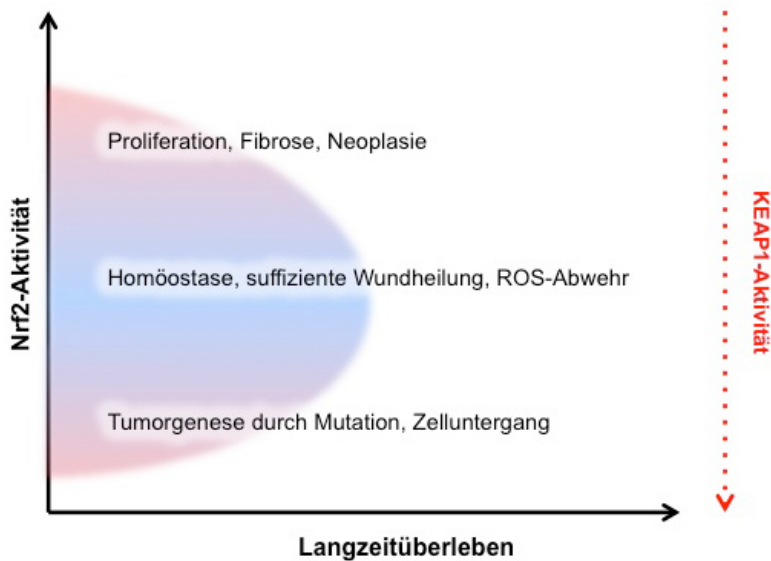 Nrf2-Aktivität
Proliferation, Fibrose, Neoplasie
Homöostase, suffiziente Wundheilung, ROS-Abwehr
Tumorgenese durch Mutation, Zelluntergang
Langzeitüberleben
KEAP1-Aktivität